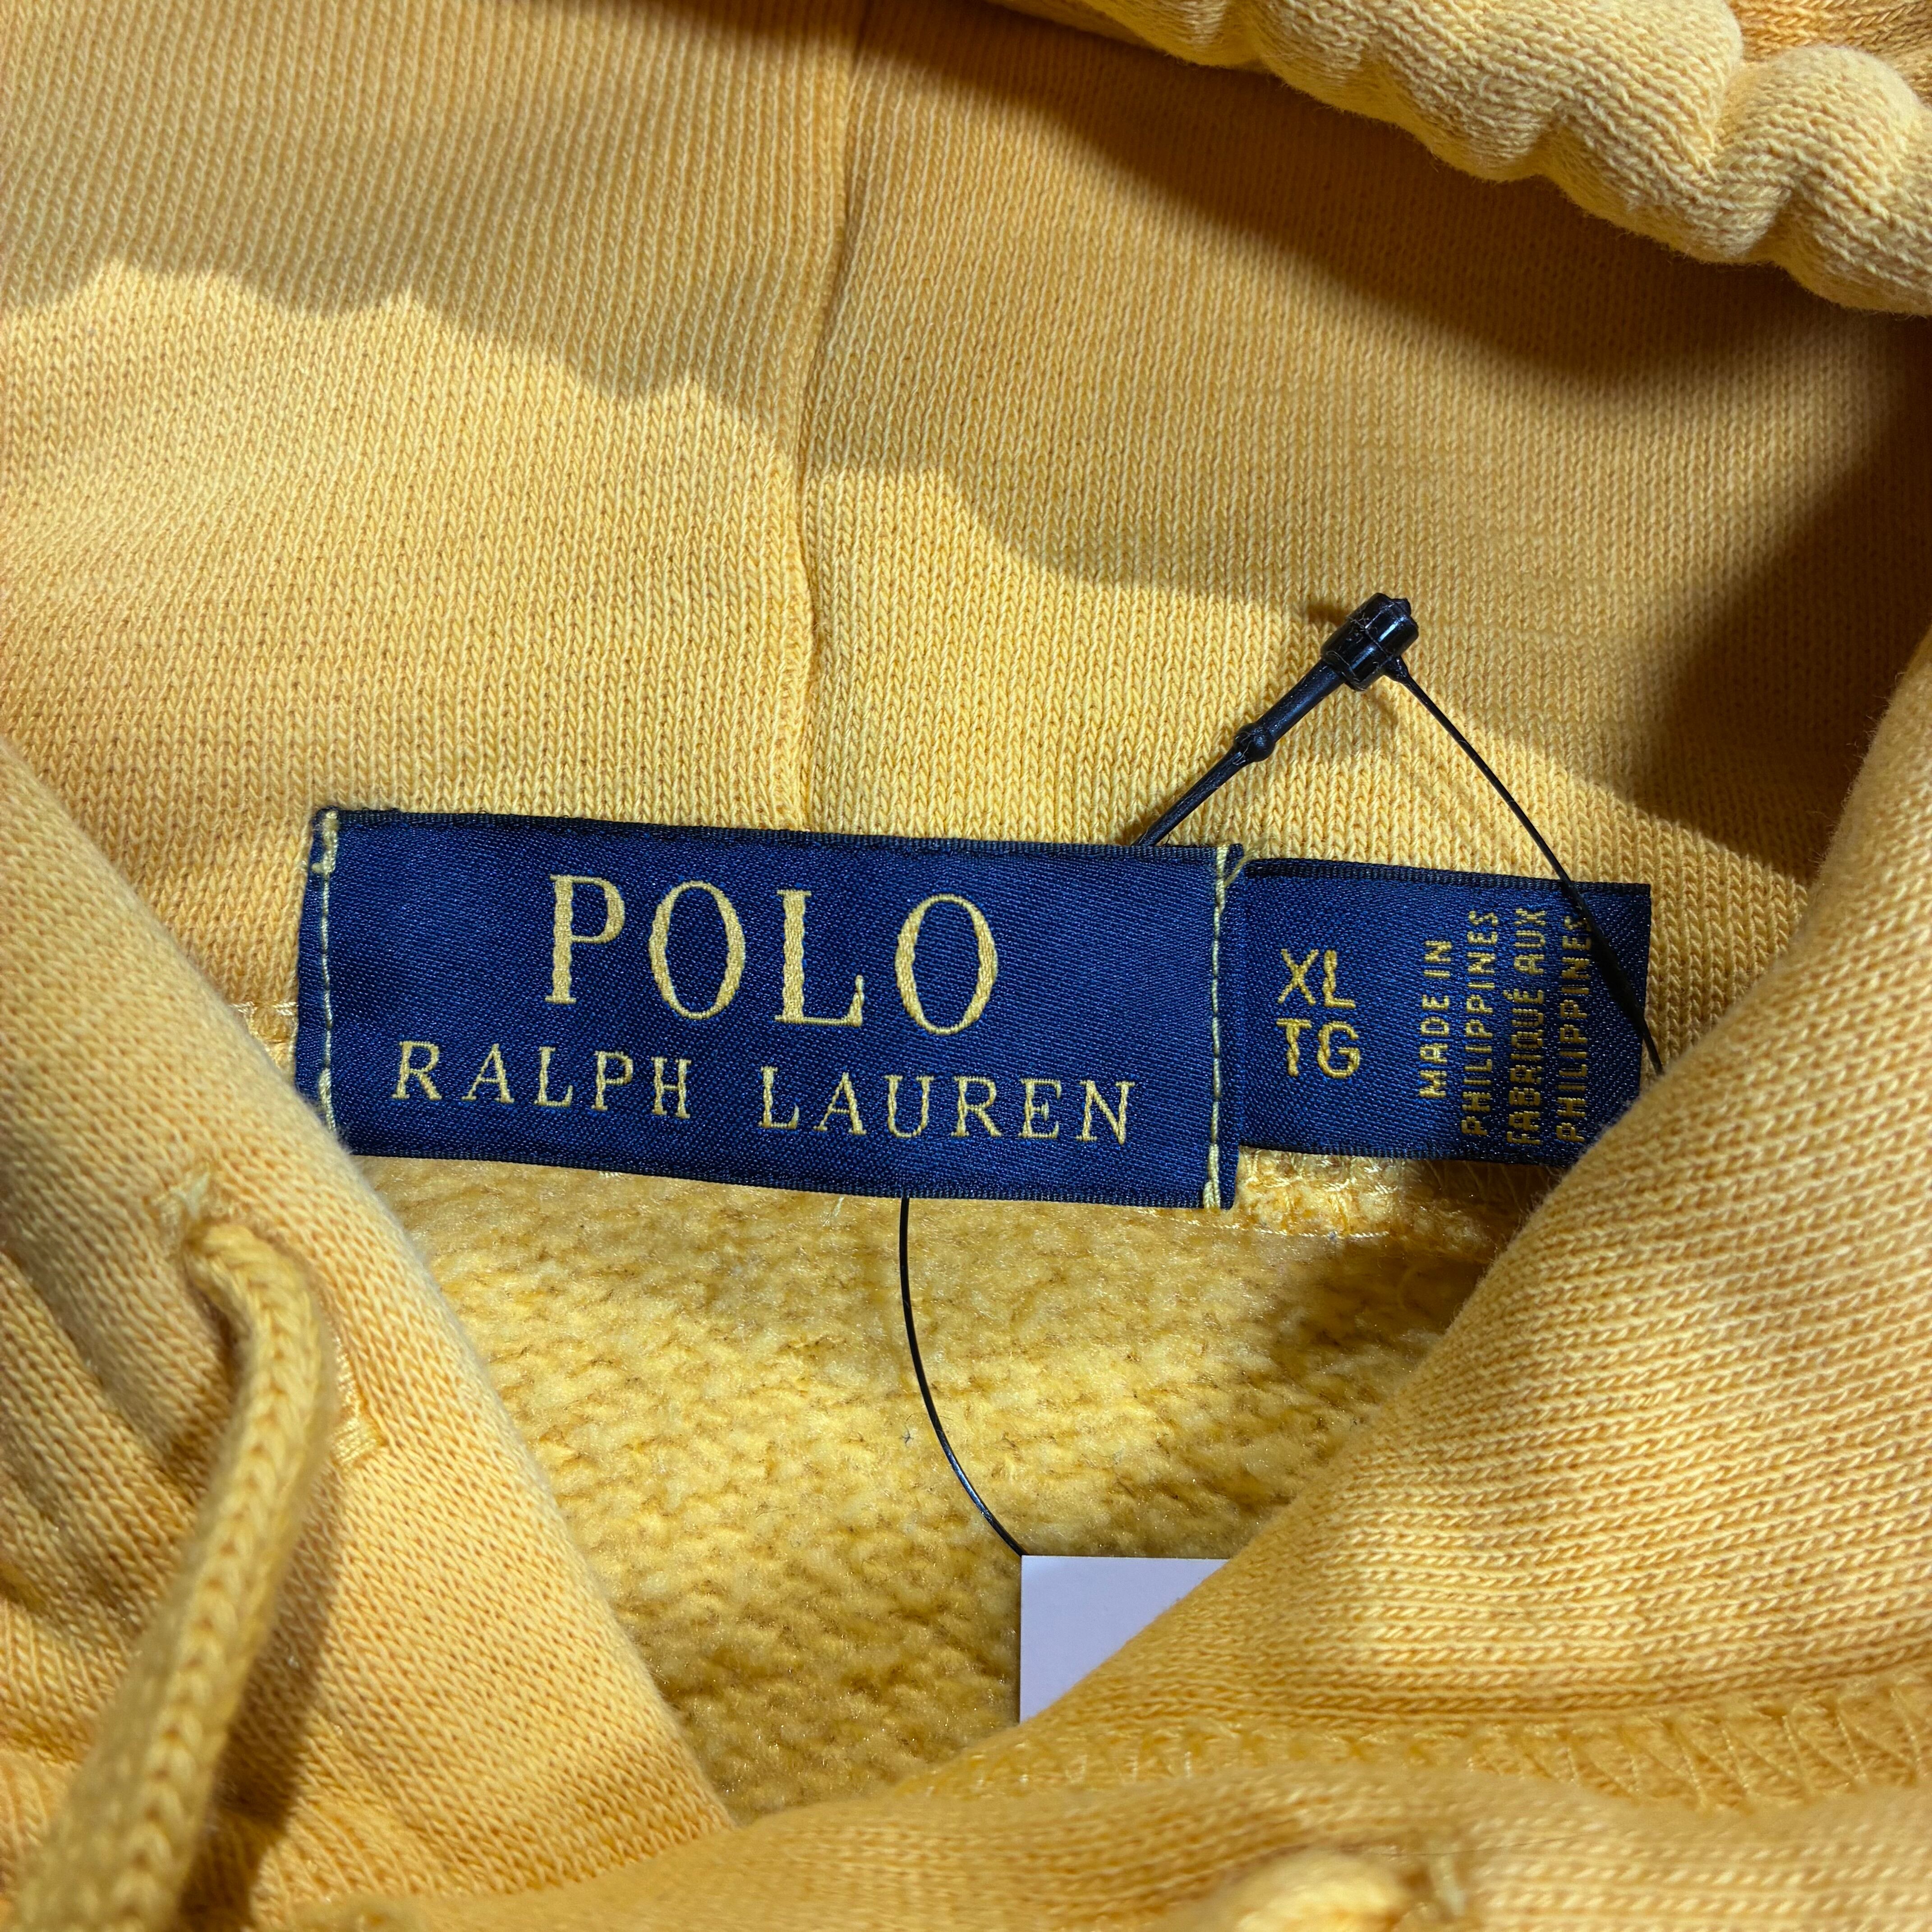 POLO
RALPH LAUREN
XL
TG
MADE IN
PHILIPPINES
FABRIQUÉ AUX
PHILIPPINES